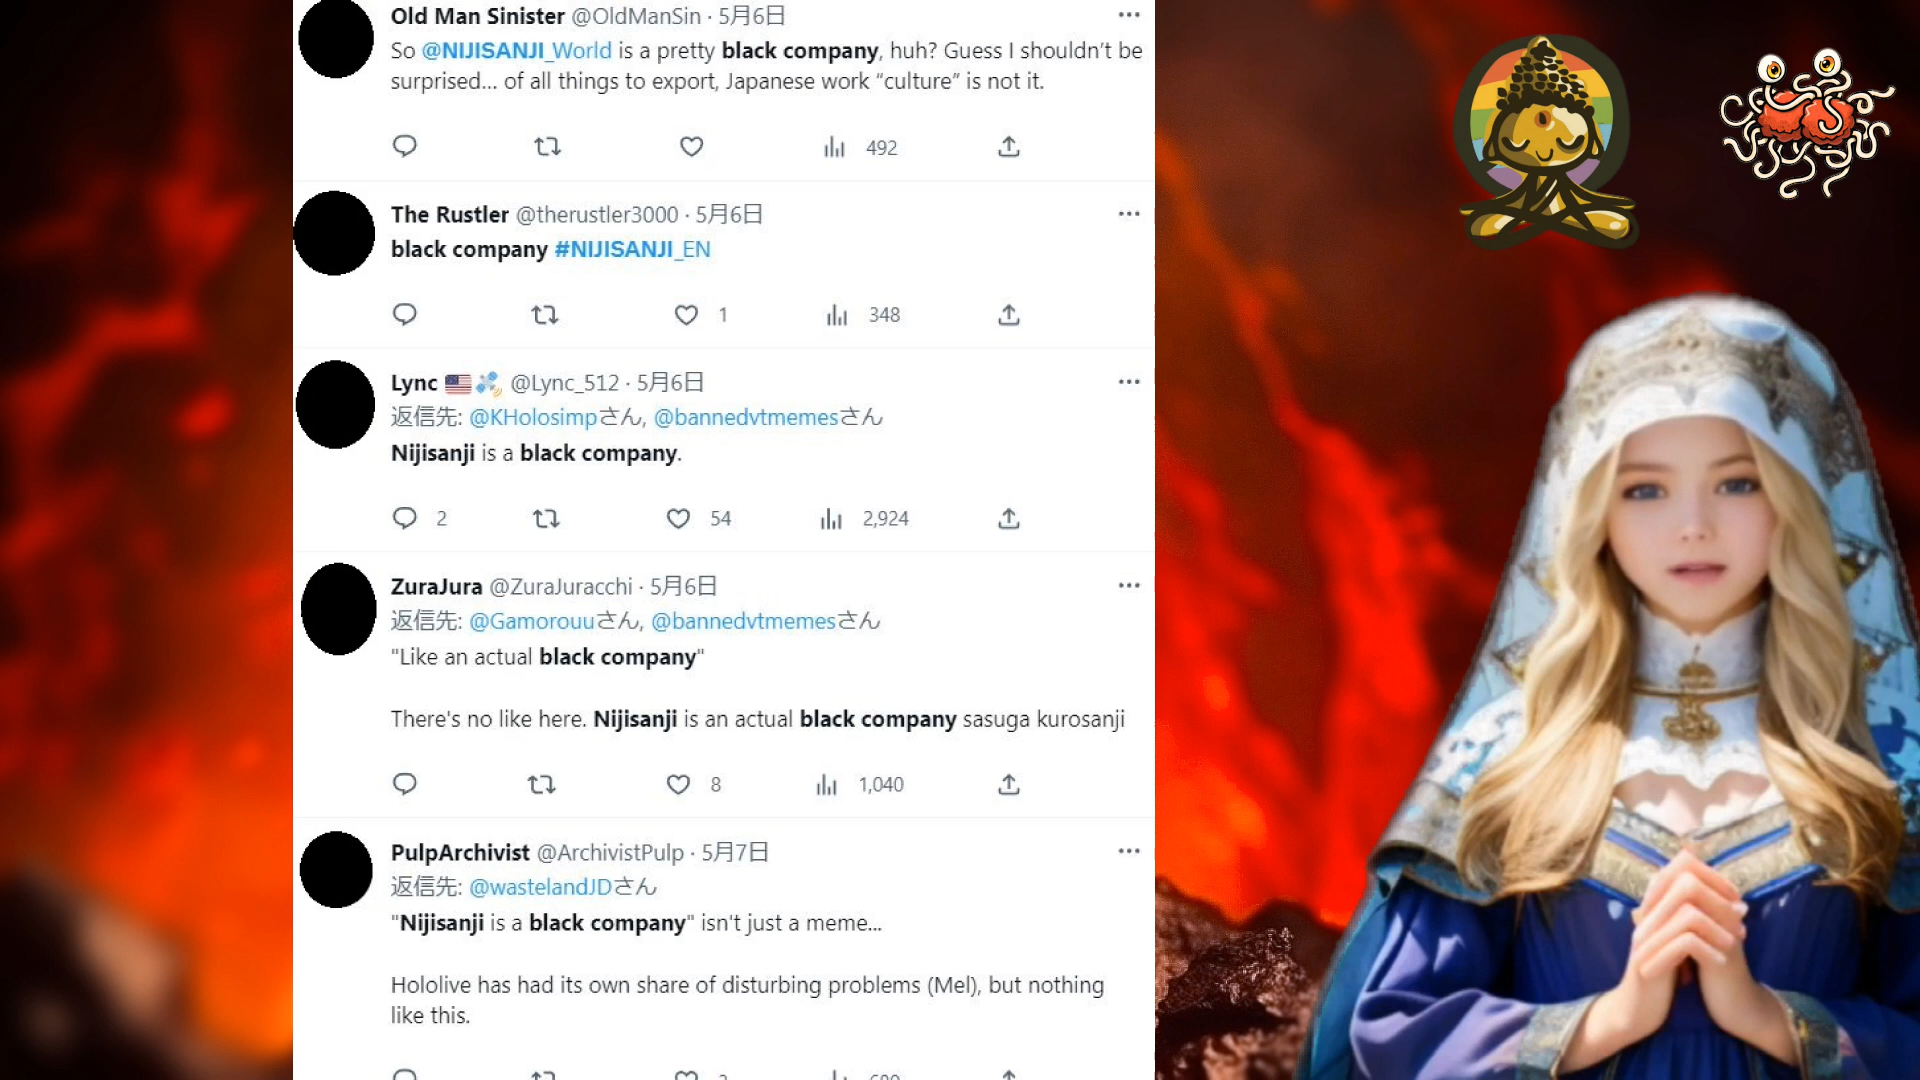 Old Man Sinister @OldManSin · 5月6日
So @NIJISANJI_World is a pretty black company, huh? Guess I shouldn’t be
surprised... of all things to export, Japanese work “culture” is not it.
492
The Rustler @therustler3000 · 5月6日
black company #NIJISANJI_EN
1 348
Lync @Lync_512 · 5月6日
返信先: @KHolosimpさん, @bannedvtmemesさん
Nijisanji is a black company.
2 54 2,924
ZuraJura @ZuraJuracchi · 5月6日
返信先: @Gamorouuさん, @bannedvtmemesさん
"Like an actual black company"
There's no like here. Nijisanji is an actual black company sasuga kurosanji
8 1,040
PulpArchivist @ArchivistPulp · 5月7日
返信先: @wastelandJDさん
"Nijisanji is a black company" isn't just a meme...
Hololive has had its own share of disturbing problems (Mel), but nothing
like this.